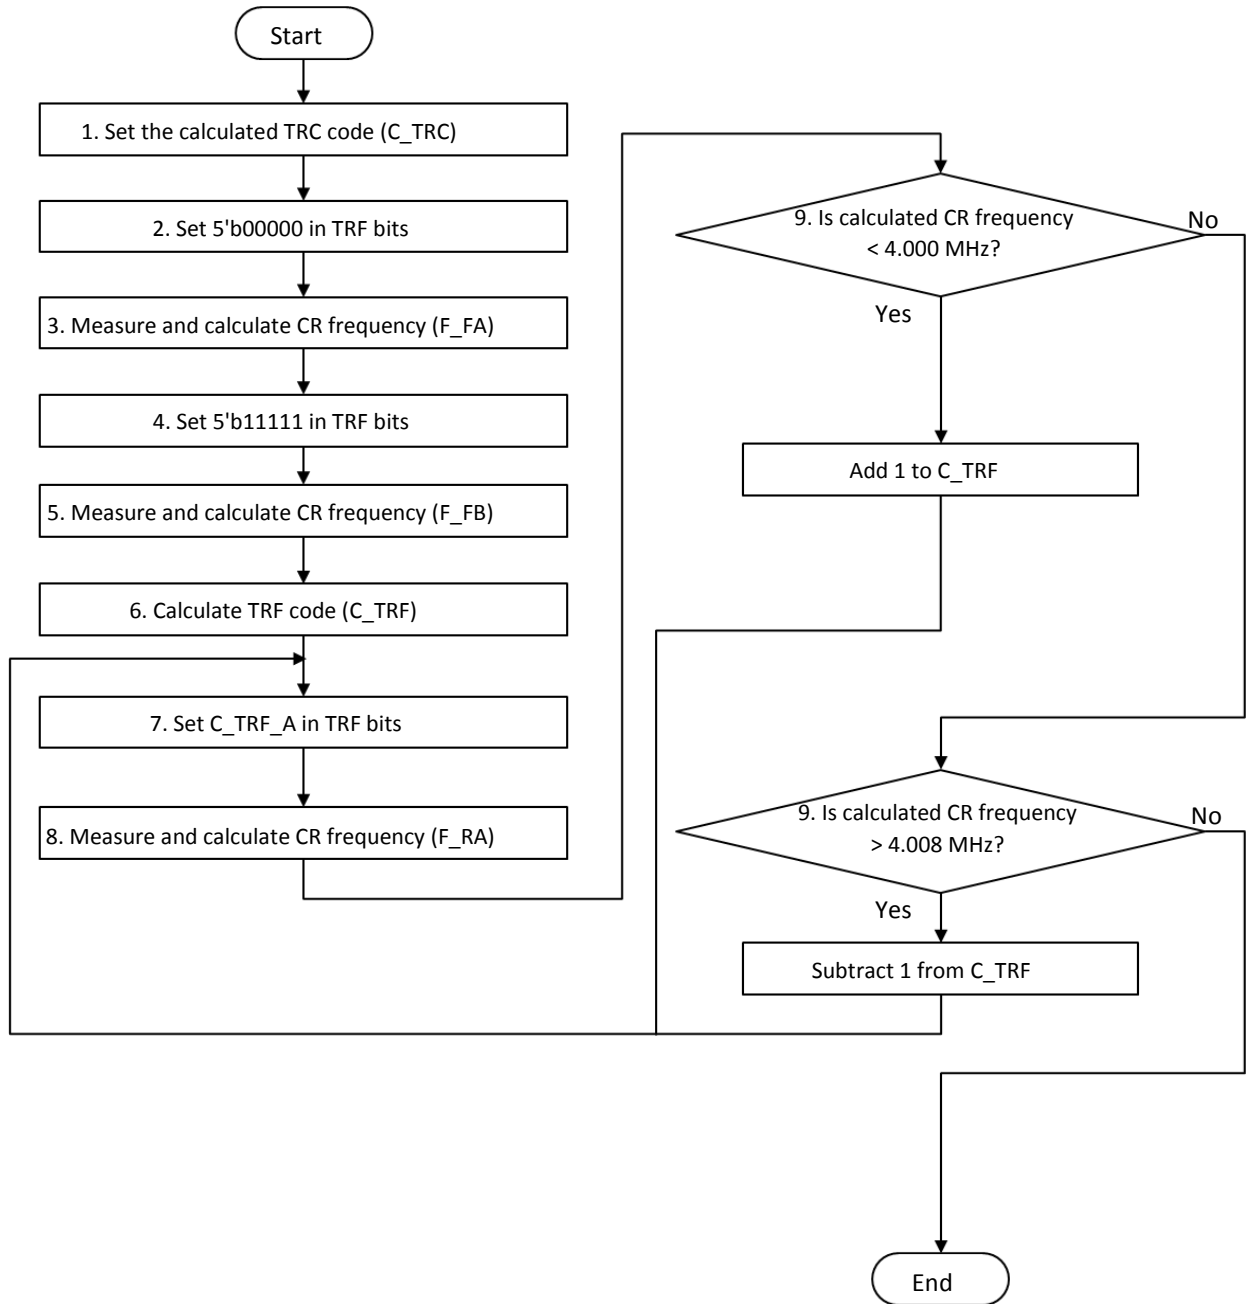 Start
1. Set the calculated TRC code (C_TRC)
2. Set 5'b00000 in TRF bits
3. Measure and calculate CR frequency (F_FA)
4. Set 5'b11111 in TRF bits
5. Measure and calculate CR frequency (F_FB)
6. Calculate TRF code (C_TRF)
7. Set C_TRF_A in TRF bits
8. Measure and calculate CR frequency (F_RA)
9. Is calculated CR frequency
< 4.000 MHz?
No
Yes
Add 1 to C_TRF
9. Is calculated CR frequency
> 4.008 MHz?
No
Yes
Subtract 1 from C_TRF
End